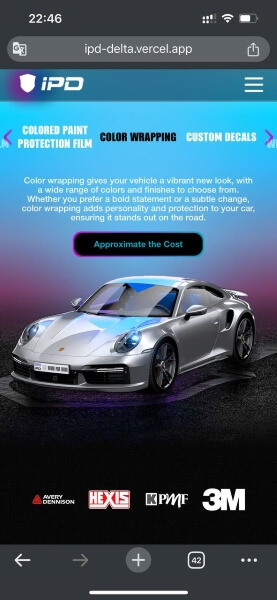 22:46
ipd-delta.vercel.app
iPD
COLORED PAINT
PROTECTION FILM
COLOR WRAPPING
CUSTOM DECALS
Color wrapping gives your vehicle a vibrant new look, with
a wide range of colors and finishes to choose from.
Whether you prefer a bold statement or a subtle change,
color wrapping adds personality and protection to your car,
ensuring it stands out on the road.
Approximate the Cost
AVERY
DENNISON
HEXIS
KPMF
3M
42